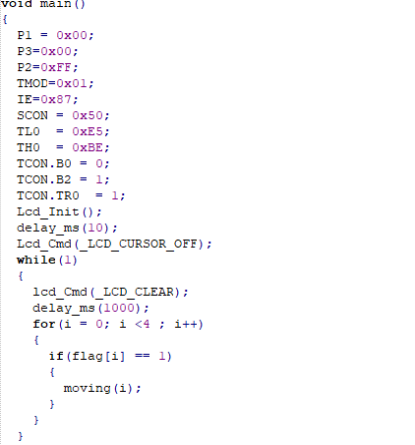 void main()
{
P1 = 0x00;
P3=0x00;
P2=0xFF;
TMOD=0x01;
IE=0x87;
SCON = 0x50;
TL0 = 0xE5;
TH0 = 0xBE;
TCON.B0 = 0;
TCON.B2 = 1;
TCON.TR0 = 1;
Lcd_Init();
delay_ms(10);
Lcd_Cmd(_LCD_CURSOR_OFF);
while(1)
{
lcd_Cmd(_LCD_CLEAR);
delay_ms(1000);
for(i = 0; i <4 ; i++)
{
if(flag[i] == 1)
{
moving(i);
}
}
}